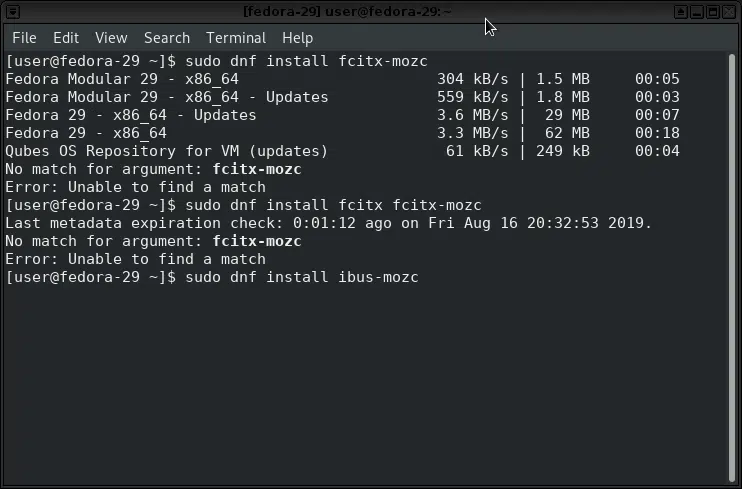 [fedora-29] user@fedora-29:~
File Edit View Search Terminal Help
[user@fedora-29 ~]$ sudo dnf install fcitx-mozc
Fedora Modular 29 - x86_64                      304 kB/s | 1.5 MB     00:05
Fedora Modular 29 - x86_64 - Updates            559 kB/s | 1.8 MB     00:03
Fedora 29 - x86_64 - Updates                    3.6 MB/s |  29 MB     00:07
Fedora 29 - x86_64                              3.3 MB/s |  62 MB     00:18
Qubes OS Repository for VM (updates)             61 kB/s | 249 kB     00:04
No match for argument: fcitx-mozc
Error: Unable to find a match
[user@fedora-29 ~]$ sudo dnf install fcitx fcitx-mozc
Last metadata expiration check: 0:01:12 ago on Fri Aug 16 20:32:53 2019.
No match for argument: fcitx-mozc
Error: Unable to find a match
[user@fedora-29 ~]$ sudo dnf install ibus-mozc